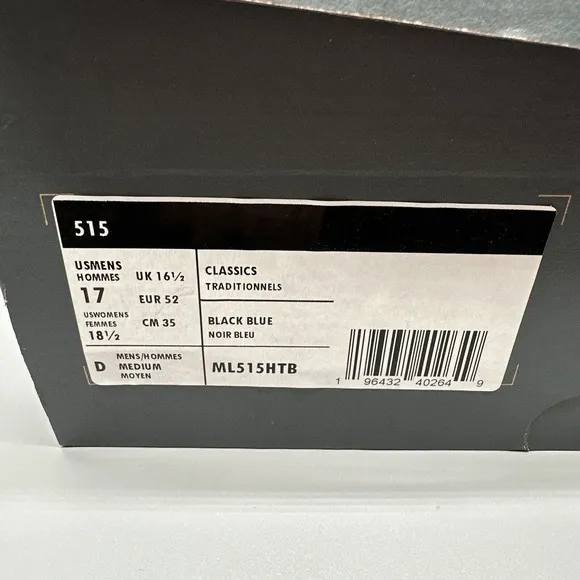 515
USMENS
HOMMES
17
USWOMENS
FEMMES
18½
UK 16½
EUR 52
CM 35
CLASSICS
TRADITIONNELS
BLACK BLUE
NOIR BLEU
D
MENS/HOMMES
MEDIUM
MOYEN
ML515HTB
1 96432 40264 9